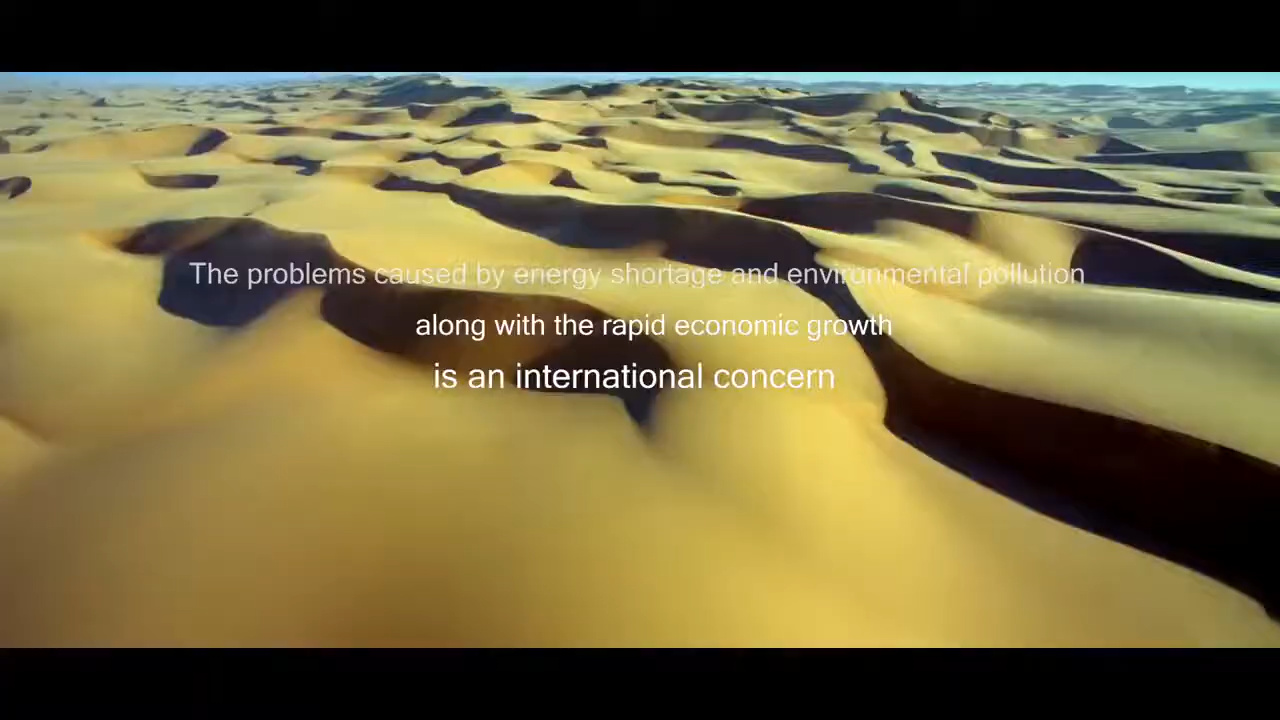 The problems caused by energy shortage and environmental pollution
along with the rapid economic growth
is an international concern